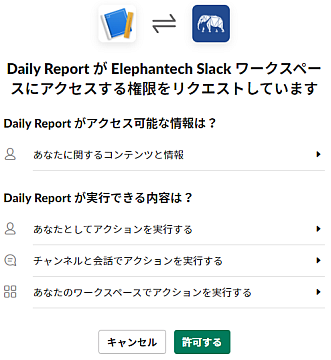 Daily Report が Elephantech Slack ワークスペー
スにアクセスする権限をリクエストしています
Daily Report がアクセス可能な情報は？
あなたに関するコンテンツと情報
Daily Report が実行できる内容は？
あなたとしてアクションを実行する
チャンネルと会話でアクションを実行する
あなたのワークスペースでアクションを実行する
キャンセル
許可する